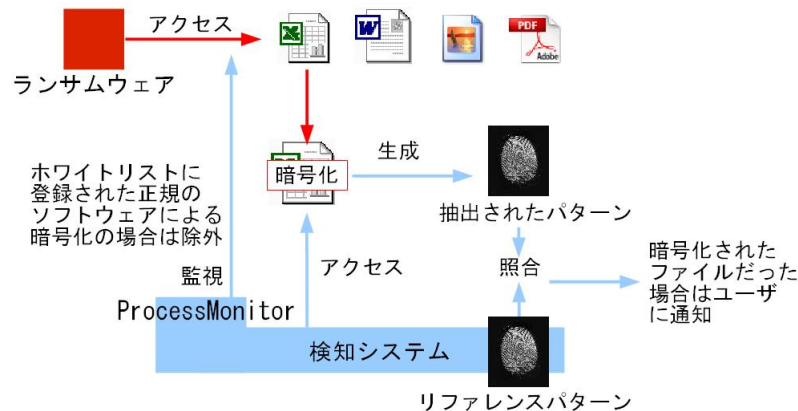 アクセス
ランサムウェア
W
PDF
Adobe
ホワイトリストに
登録された正規の
ソフトウェアによる
暗号化の場合は除外
暗号化
生成
抽出されたパターン
監視
アクセス
照合
暗号化された
ファイルだった
場合はユーザ
に通知
ProcessMonitor
検知システム
リファレンスパターン